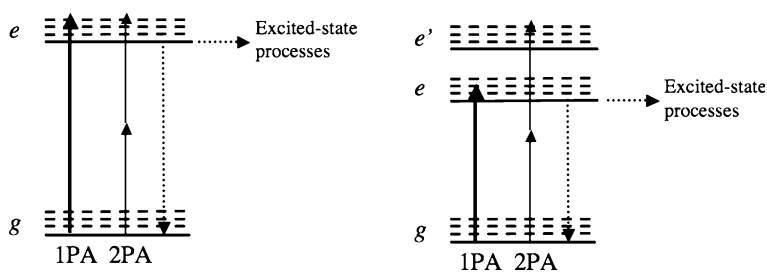 e
Excited-state
processes
g
1PA 2PA
e'
e
Excited-state
processes
g
1PA 2PA